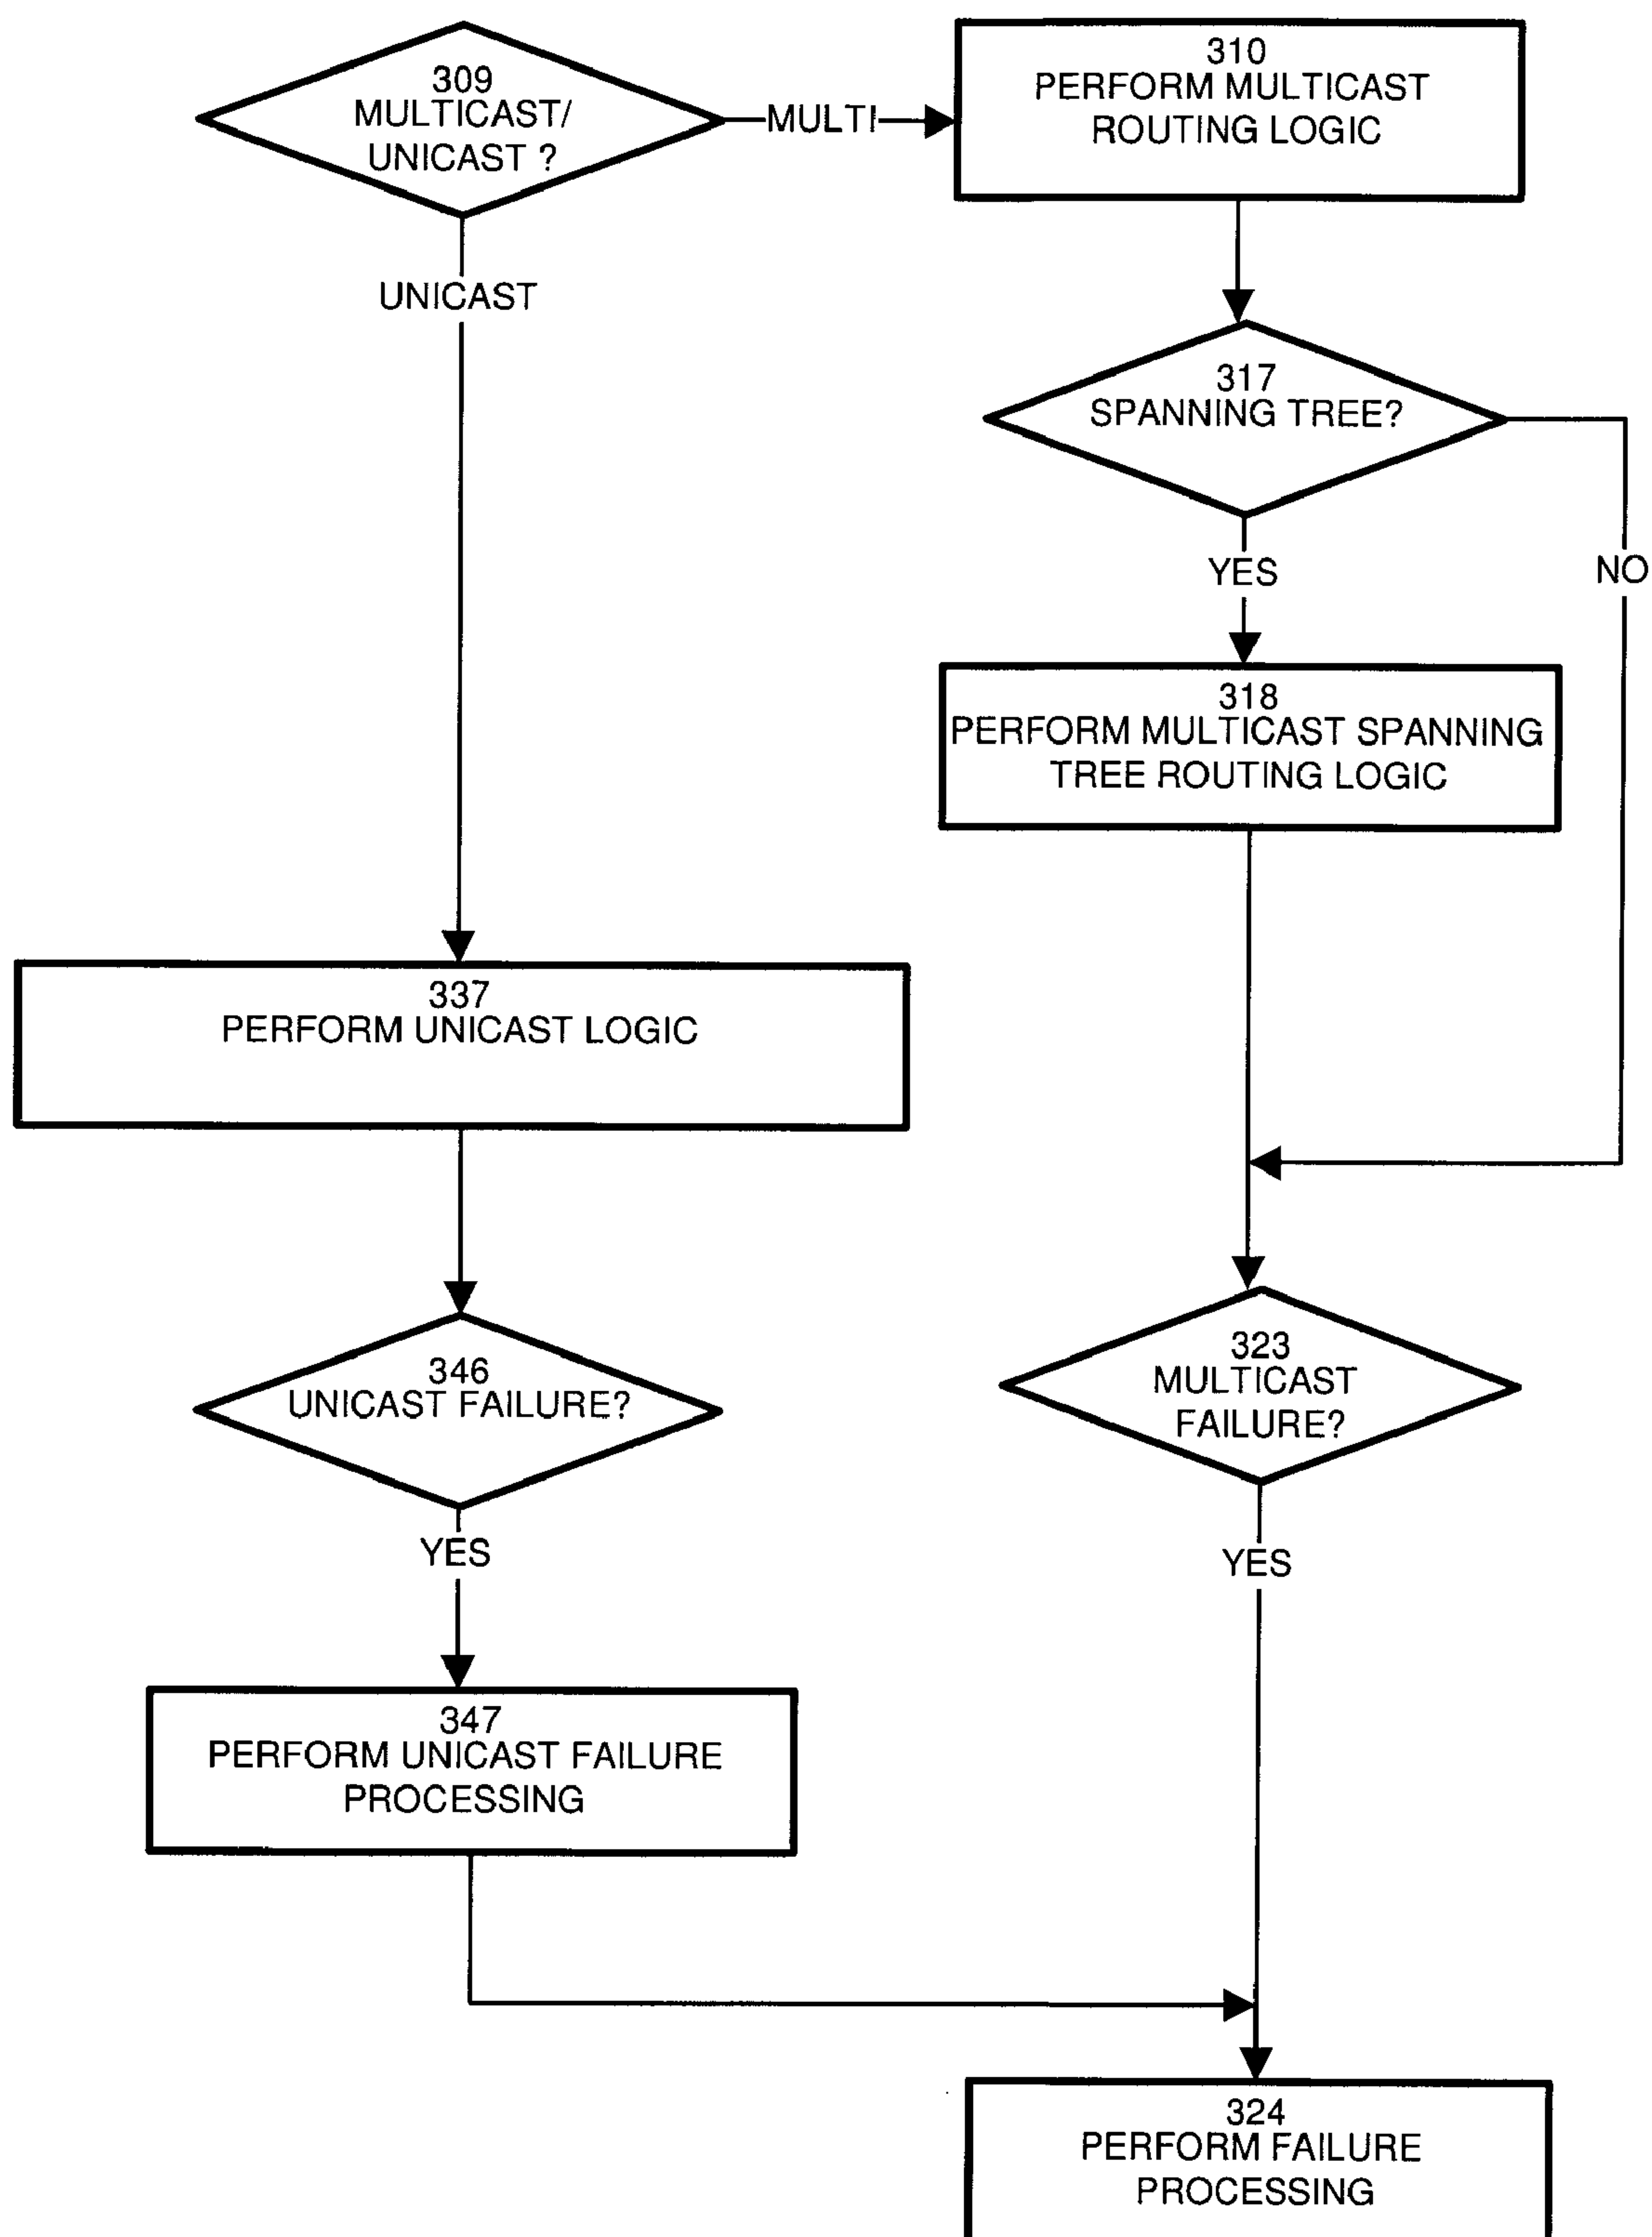 309
MULTICAST/
UNICAST ?
MULTI
310
PERFORM MULTICAST
ROUTING LOGIC
UNICAST
317
SPANNING TREE?
YES
NO
318
PERFORM MULTICAST SPANNING
TREE ROUTING LOGIC
337
PERFORM UNICAST LOGIC
346
UNICAST FAILURE?
323
MULTICAST
FAILURE?
YES
YES
347
PERFORM UNICAST FAILURE
PROCESSING
324
PERFORM FAILURE
PROCESSING